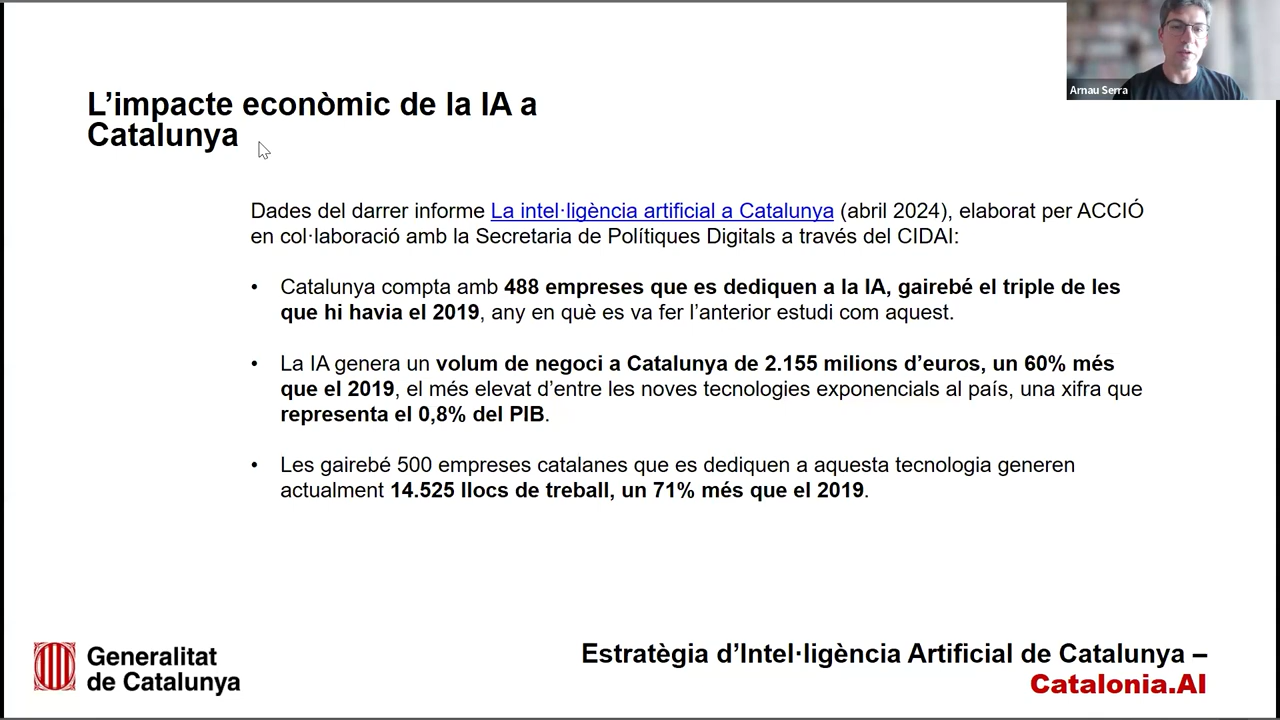 Arnau Serra
L’impacte econòmic de la IA a
Catalunya
Dades del darrer informe La intel·ligència artificial a Catalunya (abril 2024), elaborat per ACCIÓ
en col·laboració amb la Secretaria de Polítiques Digitals a través del CIDAI:
• Catalunya compta amb 488 empreses que es dediquen a la IA, gairebé el triple de les
que hi havia el 2019, any en què es va fer l’anterior estudi com aquest.
• La IA genera un volum de negoci a Catalunya de 2.155 milions d’euros, un 60% més
que el 2019, el més elevat d’entre les noves tecnologies exponencials al país, una xifra que
representa el 0,8% del PIB.
• Les gairebé 500 empreses catalanes que es dediquen a aquesta tecnologia generen
actualment 14.525 llocs de treball, un 71% més que el 2019.
Generalitat
de Catalunya
Estratègia d’Intel·ligència Artificial de Catalunya –
Catalonia.AI